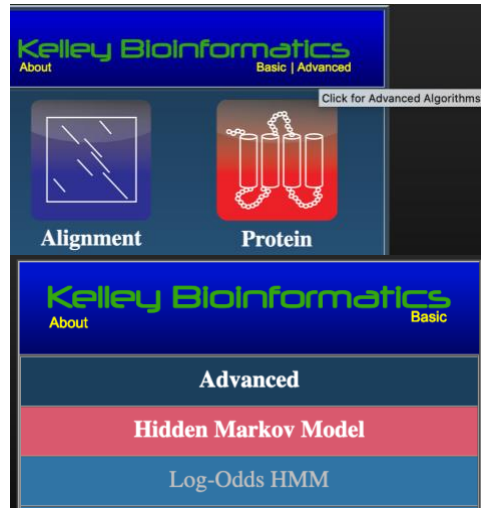 Kelley Bioinformatics
About Basic | Advanced
Click for Advanced Algorithms
Alignment Protein
Kelley Bioinformatics
About Basic
Advanced
Hidden Markov Model
Log-Odds HMM